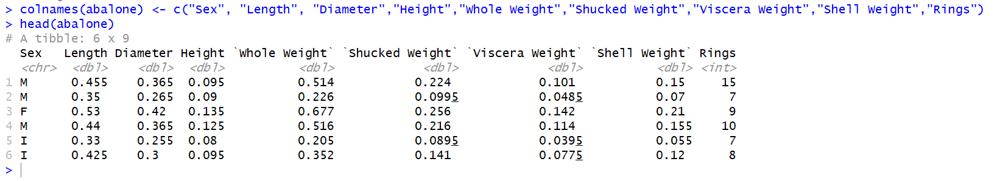 > colnames(abalone) <- c("Sex", "Length", "Diameter","Height","Whole Weight","Shucked Weight","Viscera Weight","Shell Weight","Rings")
> head(abalone)
# A tibble: 6 x 9
  Sex   Length Diameter Height `Whole Weight` `Shucked Weight` `Viscera Weight` `Shell Weight` Rings
  <chr>  <dbl>    <dbl>  <dbl>          <dbl>            <dbl>            <dbl>          <dbl> <int>
1 M      0.455    0.365  0.095          0.514           0.224            0.101           0.15     15
2 M      0.35     0.265  0.09           0.226           0.0995           0.0485          0.07      7
3 F      0.53     0.42   0.135          0.677           0.256            0.142           0.21      9
4 M      0.44     0.365  0.125          0.516           0.216            0.114           0.155    10
5 I      0.33     0.255  0.08           0.205           0.0895           0.0395          0.055     7
6 I      0.425    0.3    0.095          0.352           0.141            0.0775          0.12      8
>